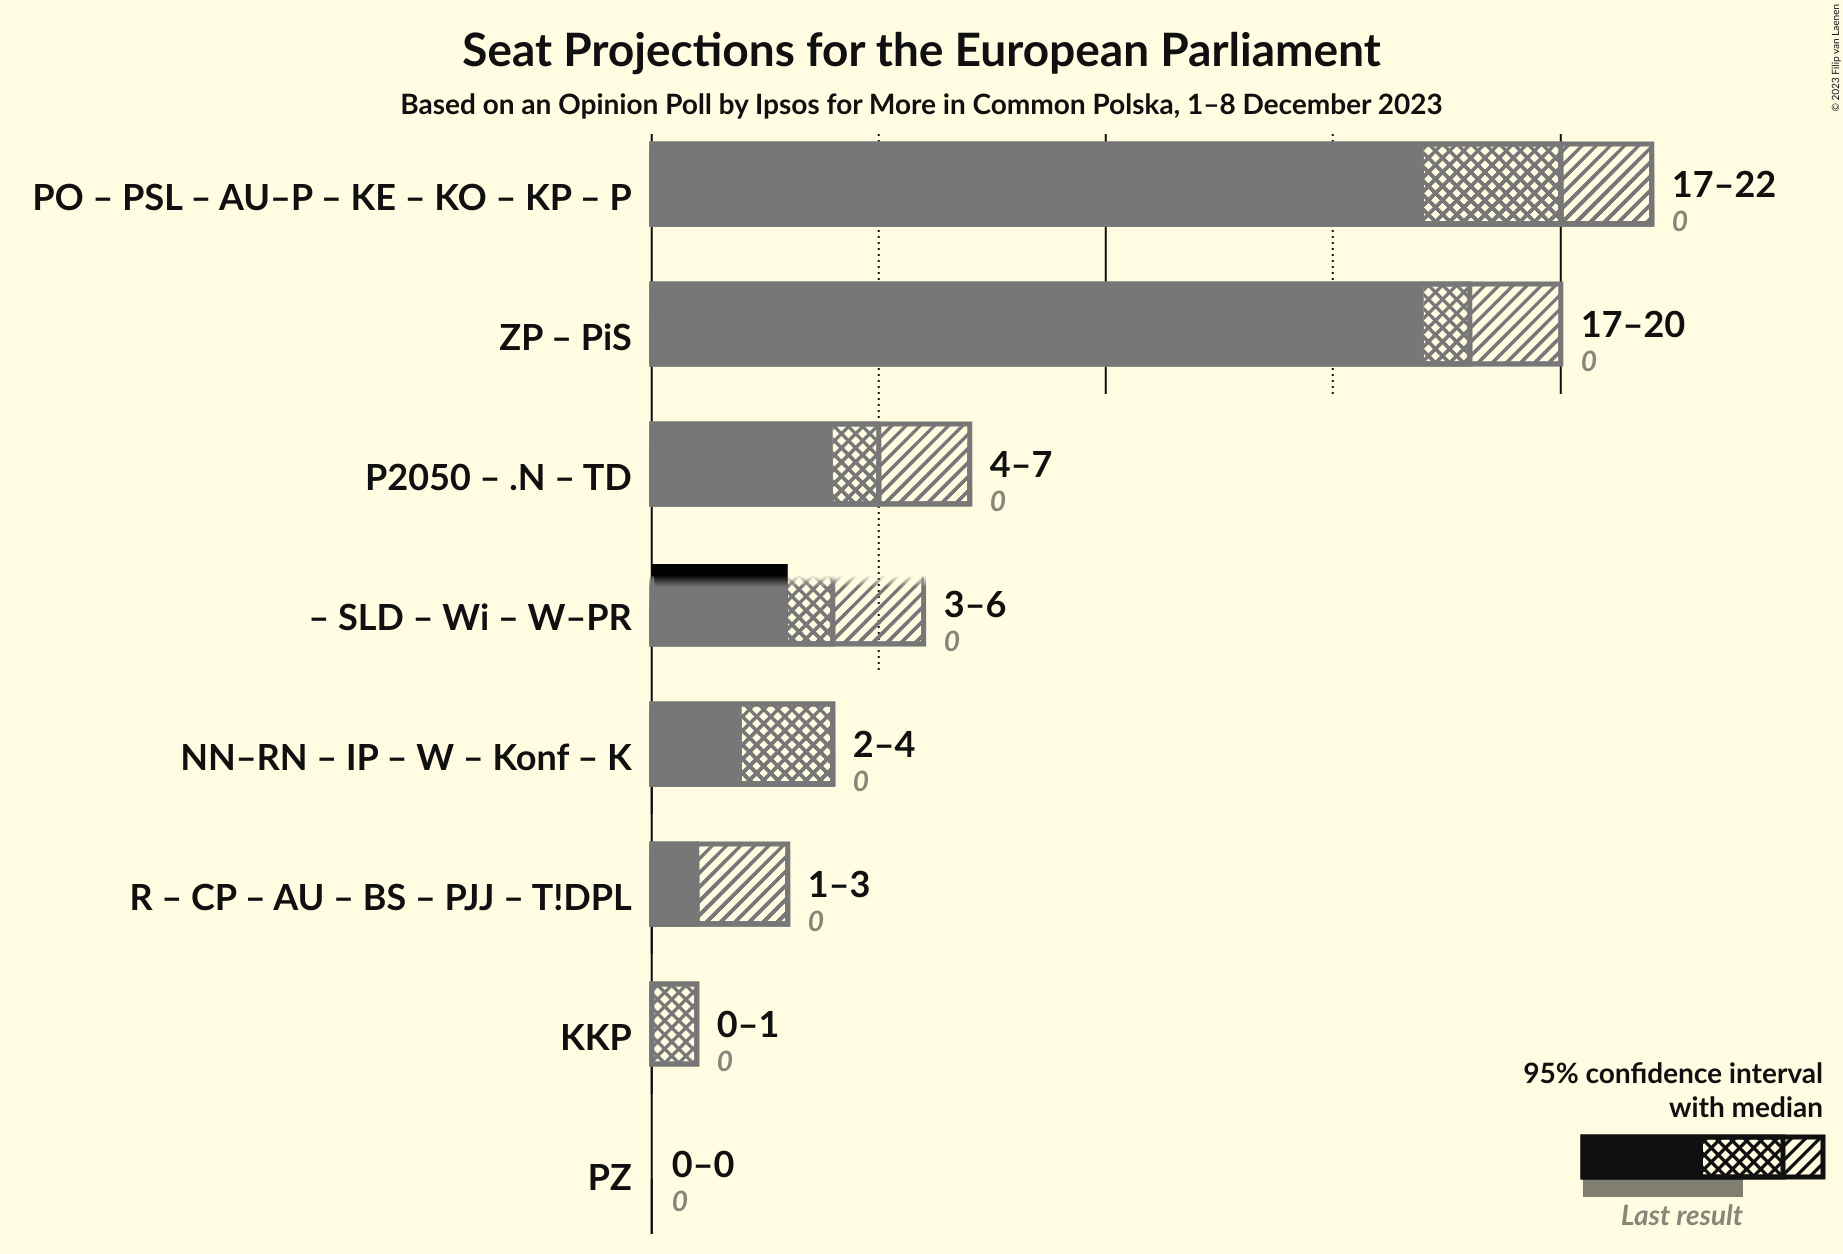 Seat Projections for the European Parliament
Based on an Opinion Poll by Ipsos for More in Common Polska, 1–8 December 2023
© 2023 Filip van Laenen
PO – PSL – AU–P – KE – KO – KP – P
17–22
0
ZP – PiS
17–20
0
P2050 – .N – TD
4–7
0
– SLD – Wi – W–PR
3–6
0
NN–RN – IP – W – Konf – K
2–4
0
R – CP – AU – BS – PJJ – T!DPL
1–3
0
KKP
0–1
0
PZ
0–0
0
95% confidence interval
with median
Last result